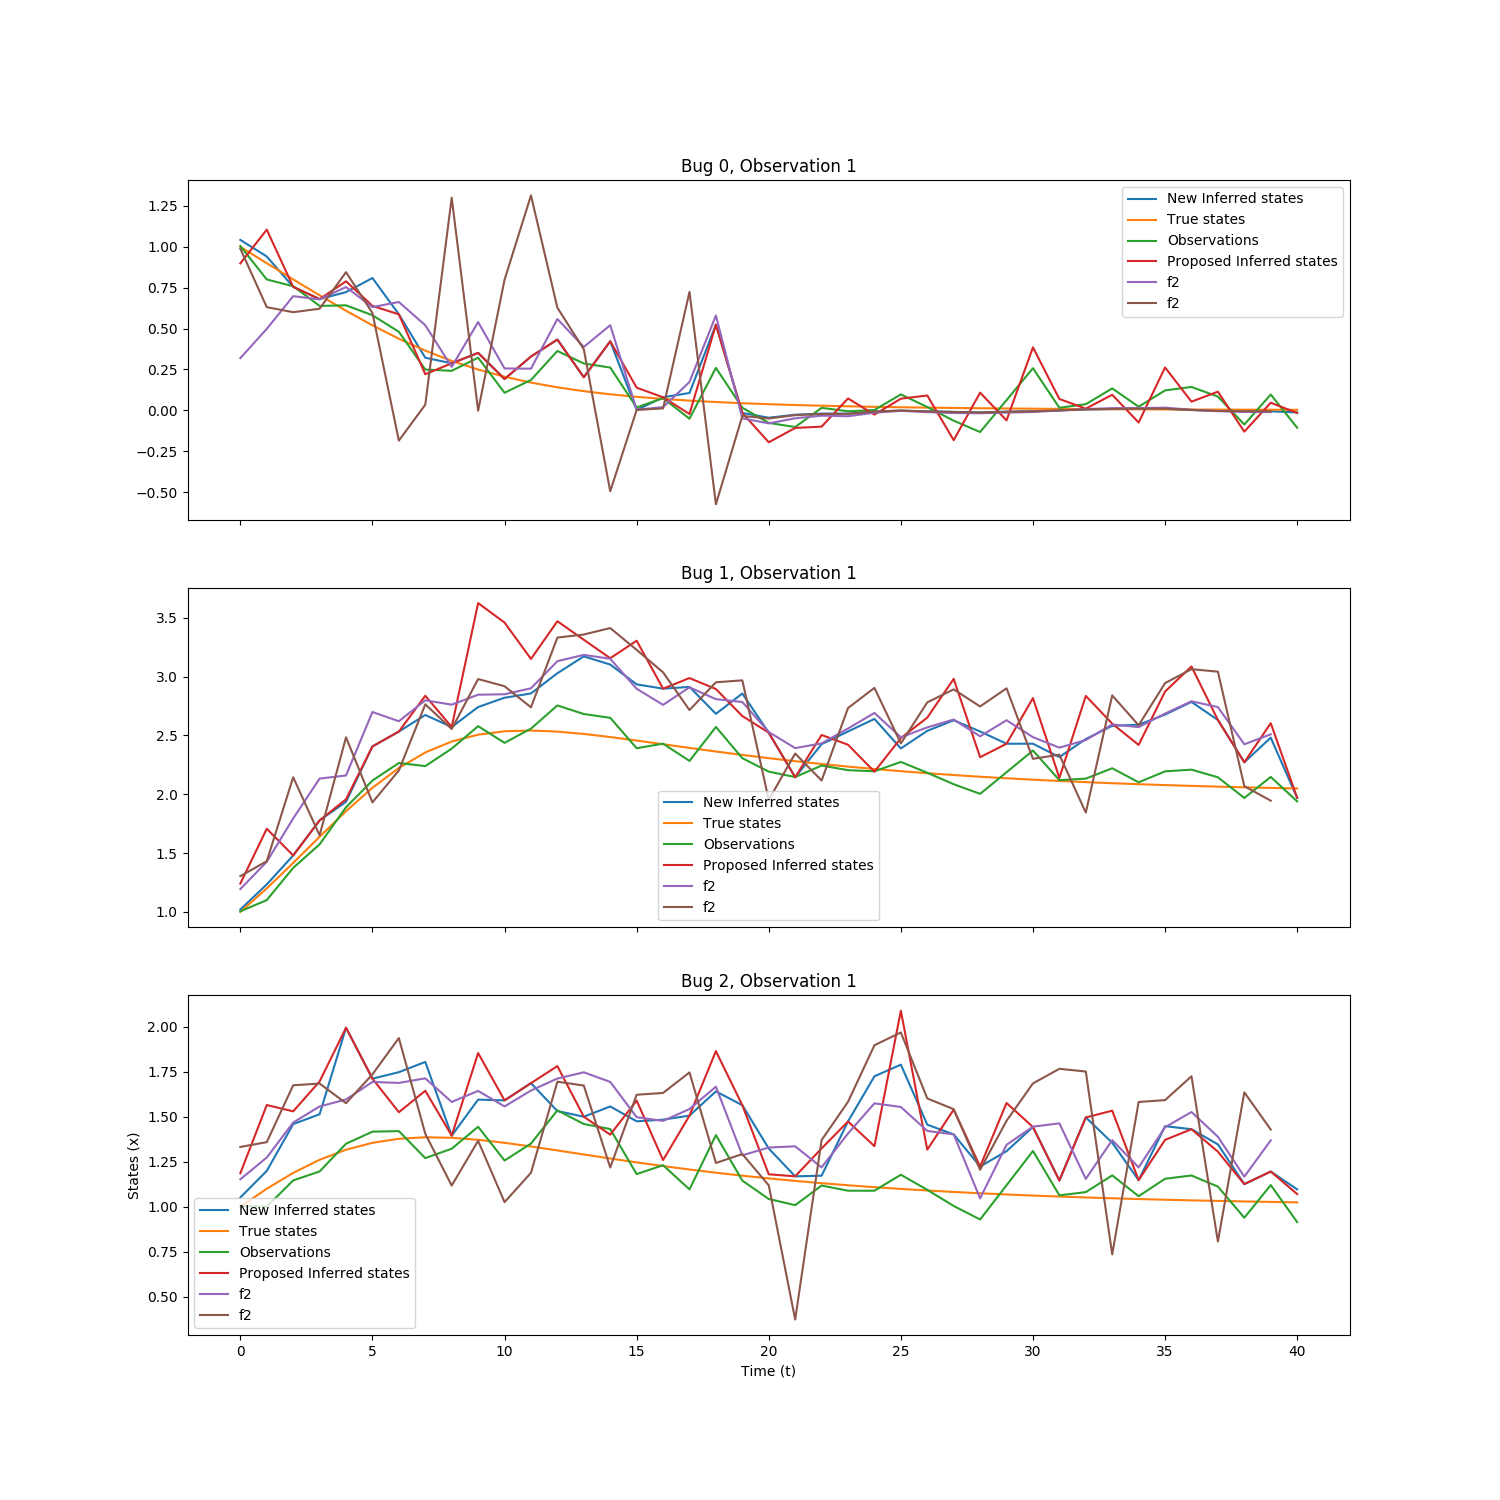 Bug 0, Observation 1
1.25
1.00
0.75
0.50
0.25
0.00
−0.25
−0.50
New Inferred states
True states
Observations
Proposed Inferred states
f2
f2
Bug 1, Observation 1
3.5
3.0
2.5
2.0
1.5
1.0
New Inferred states
True states
Observations
Proposed Inferred states
f2
f2
Bug 2, Observation 1
States (x)
2.00
1.75
1.50
1.25
1.00
0.75
0.50
New Inferred states
True states
Observations
Proposed Inferred states
f2
f2
0 5 10 15 20 25 30 35 40
Time (t)